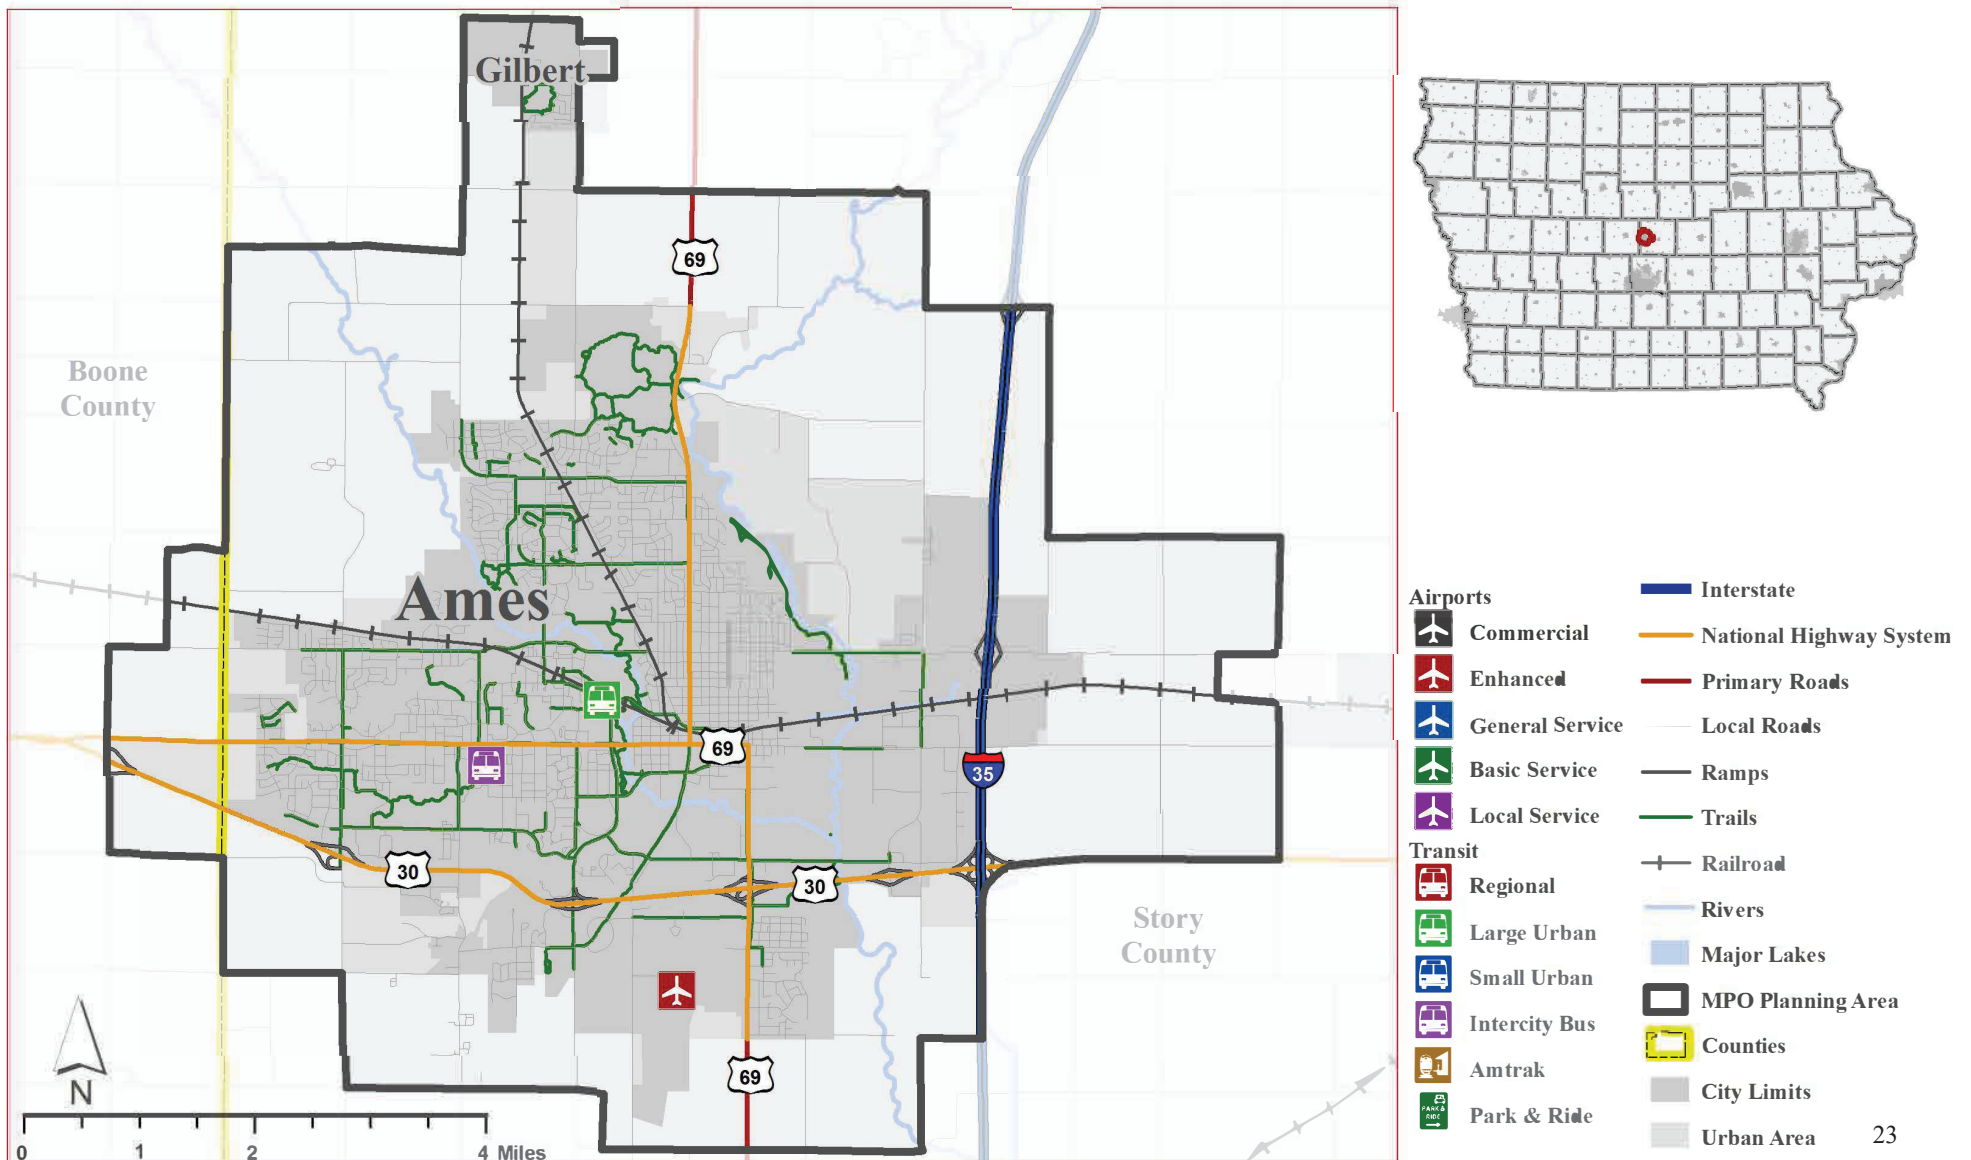 Gilbert
69
Boone
County
Ames
69
35
30
30
Story
County
69
N
0 1 2 4 Miles
Airports
Commercial
Enhanced
General Service
Basic Service
Local Service
Transit
Regional
Large Urban
Small Urban
Intercity Bus
Amtrak
PARK &
RIDE
Park & Ride
Interstate
National Highway System
Primary Roads
Local Roads
Ramps
Trails
Railroad
Rivers
Major Lakes
MPO Planning Area
Counties
City Limits
Urban Area
23